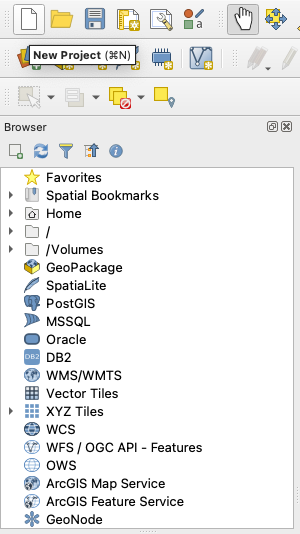 New Project (⌘N)
Browser
Favorites
Spatial Bookmarks
Home
/
/Volumes
GeoPackage
SpatiaLite
PostGIS
MSSQL
Oracle
DB2 DB2
WMS/WMTS
Vector Tiles
XYZ Tiles
WCS
WFS / OGC API - Features
OWS
ArcGIS Map Service
ArcGIS Feature Service
GeoNode